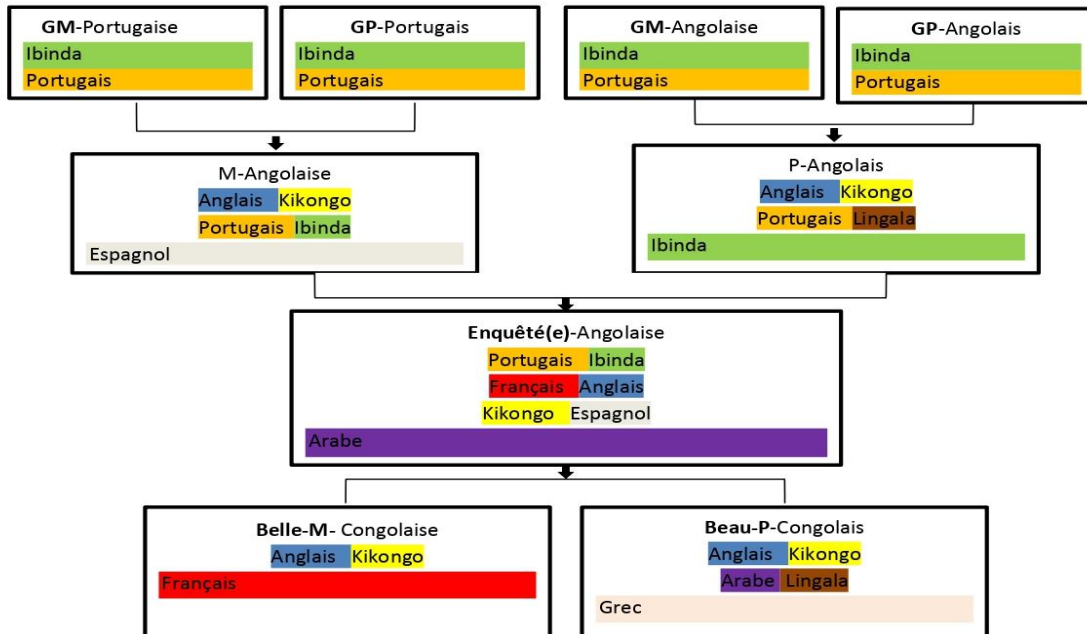 GM-Portugaise
Ibinda
Portugais
GP-Portugais
Ibinda
Portugais
GM-Angolaise
Ibinda
Portugais
GP-Angolais
Ibinda
Portugais
M-Angolaise
Anglais Kikongo
Portugais Ibinda
Espagnol
P-Angolais
Anglais Kikongo
Portugais Lingala
Ibinda
Enquêté(e)-Angolaise
Portugais Ibinda
Français Anglais
Kikongo Espagnol
Arabe
Belle-M- Congolaise
Anglais Kikongo
Français
Beau-P-Congolais
Anglais Kikongo
Arabe Lingala
Grec